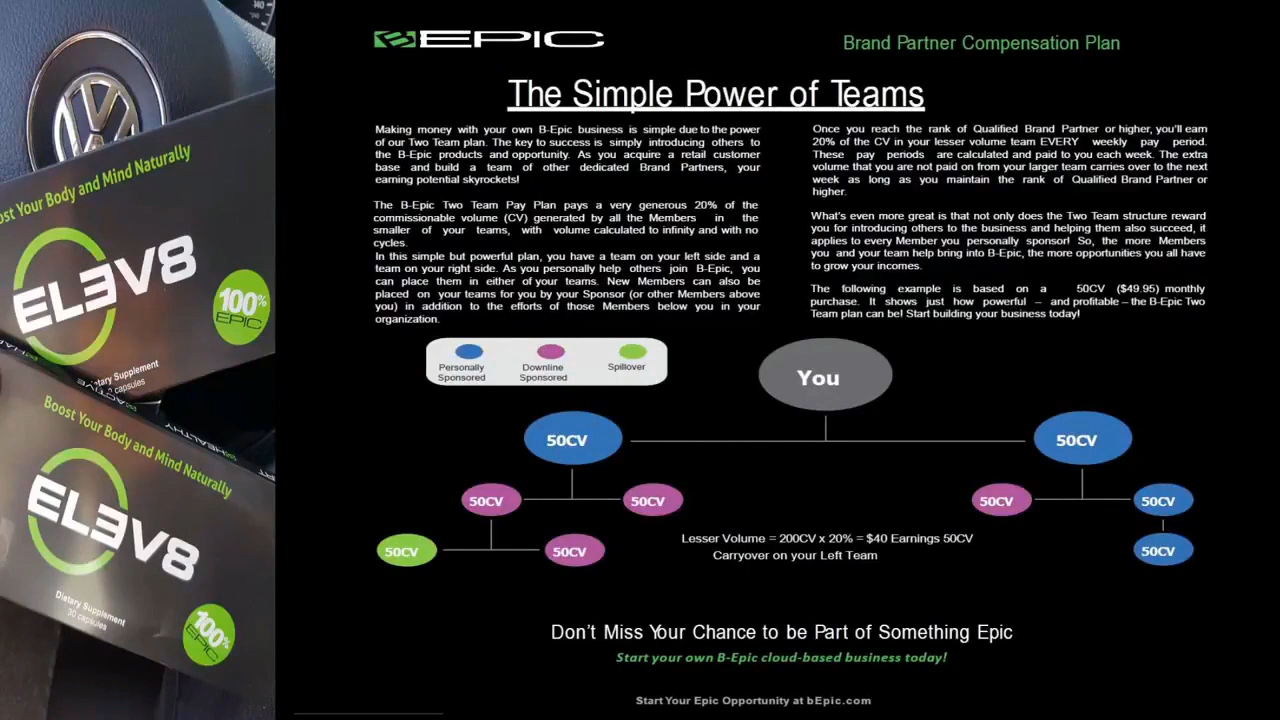 ost Your Body and Mind Naturally
ELEV8
100%
EPIC
etary Supplement
capsules
Boost Your Body and Mind Naturally
ELEV8
Dietary Supplement
30 capsules
100%
EPIC
BEPIC
Brand Partner Compensation Plan
The Simple Power of Teams
Making money with your own B-Epic business is simple due to the power
of our Two Team plan. The key to success is simply introducing others to
the B-Epic products and opportunity. As you acquire a retail customer
base and build a team of other dedicated Brand Partners, your
earning potential skyrockets!
The B-Epic Two Team Pay Plan pays a very generous 20% of the
commissionable volume (CV) generated by all the Members in the
smaller of your teams, with volume calculated to infinity and with no
cycles.
In this simple but powerful plan, you have a team on your left side and a
team on your right side. As you personally help others join B-Epic, you
can place them in either of your teams. New Members can also be
placed on your teams for you by your Sponsor (or other Members above
you) in addition to the efforts of those Members below you in your
organization.
Once you reach the rank of Qualified Brand Partner or higher, you'll earn
20% of the CV in your lesser volume team EVERY weekly pay period.
These pay periods are calculated and paid to you each week. The extra
volume that you are not paid on from your larger team carries over to the next
week as long as you maintain the rank of Qualified Brand Partner or
higher.
What's even more great is that not only does the Two Team structure reward
you for introducing others to the business and helping them also succeed, it
applies to every Member you personally sponsor! So, the more Members
you and your team help bring into B-Epic, the more opportunities you all have
to grow your incomes.
The following example is based on a 50CV ($49.95) monthly
purchase. It shows just how powerful – and profitable – the B-Epic Two
Team plan can be! Start building your business today!
Personally
Sponsored
Downline
Sponsored
Spillover
You
50CV
50CV
50CV
50CV
50CV
50CV
50CV
50CV
50CV
Lesser Volume = 200CV x 20% = $40 Earnings 50CV
Carryover on your Left Team
Don't Miss Your Chance to be Part of Something Epic
Start your own B-Epic cloud-based business today!
Start Your Epic Opportunity at bEpic.com